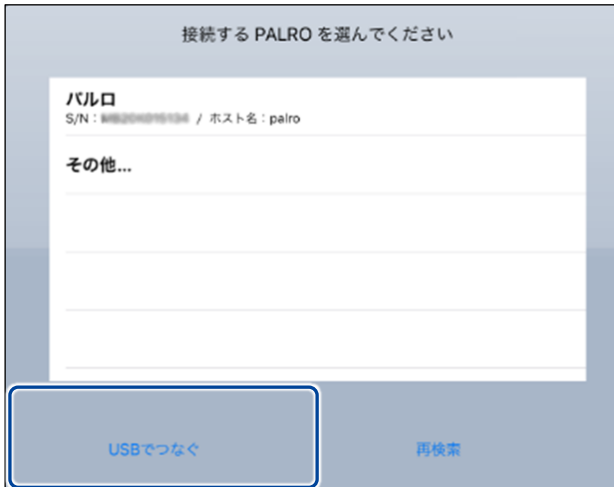 接続する PALRO を選んでください
パルロ
S/N : / ホスト名 : palro
その他...
USBでつなぐ
再検索